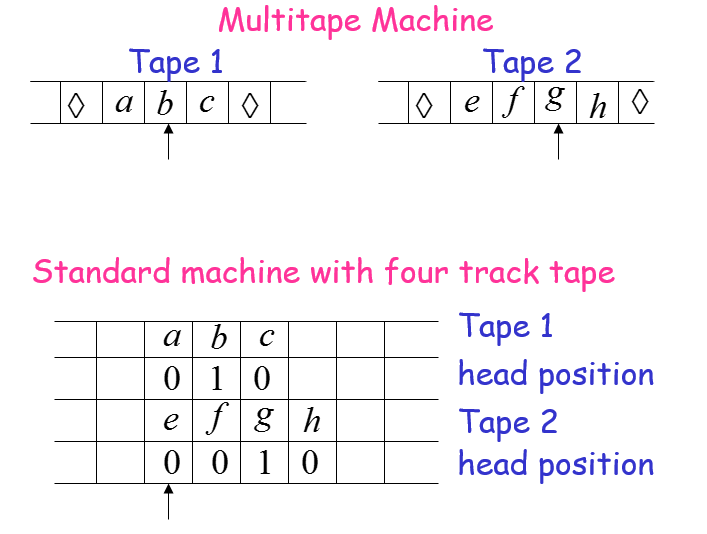 Multitape Machine
Tape 1 Tape 2
◊ a b c ◊ ◊ e f g h ◊
Standard machine with four track tape
a b c Tape 1
0 1 0 head position
e f g h Tape 2
0 0 1 0 head position